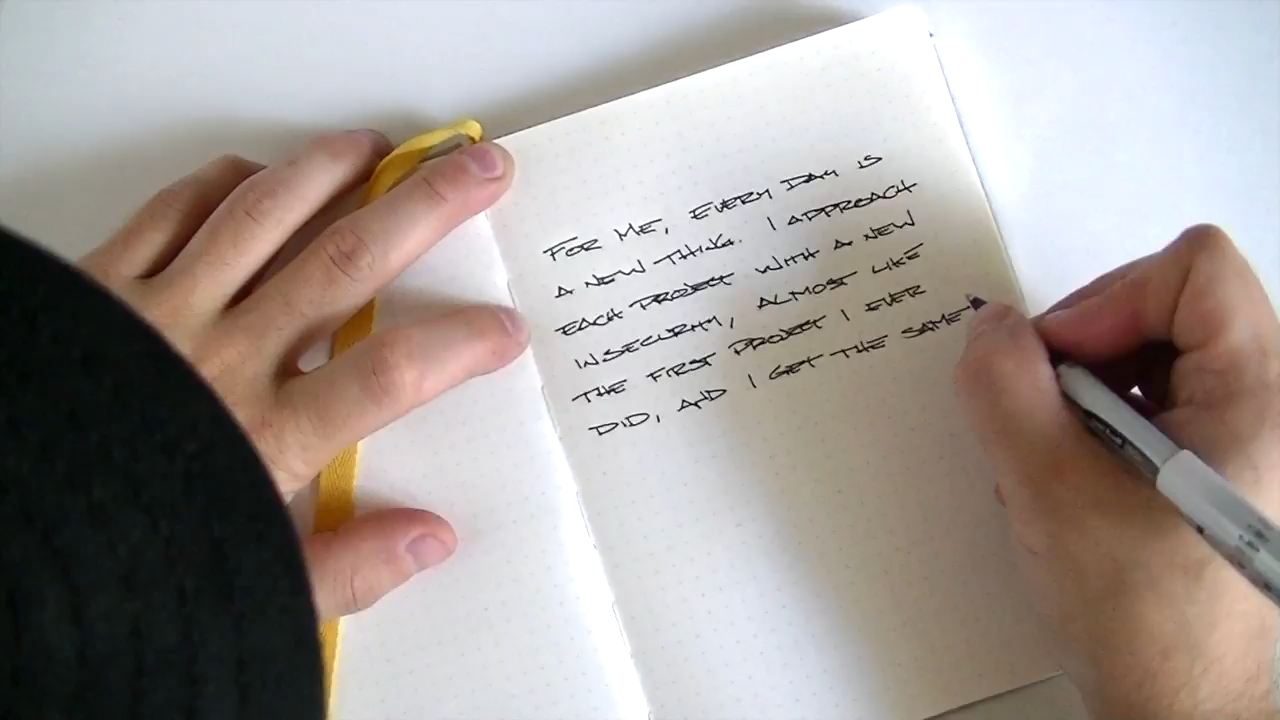 FOR ME, EVERY DAY IS
A NEW THING. I APPROACH
EACH PROJECT WITH A NEW
INSECURITY, ALMOST LIKE
THE FIRST PROJECT I EVER
DID, AND I GET THE SAME